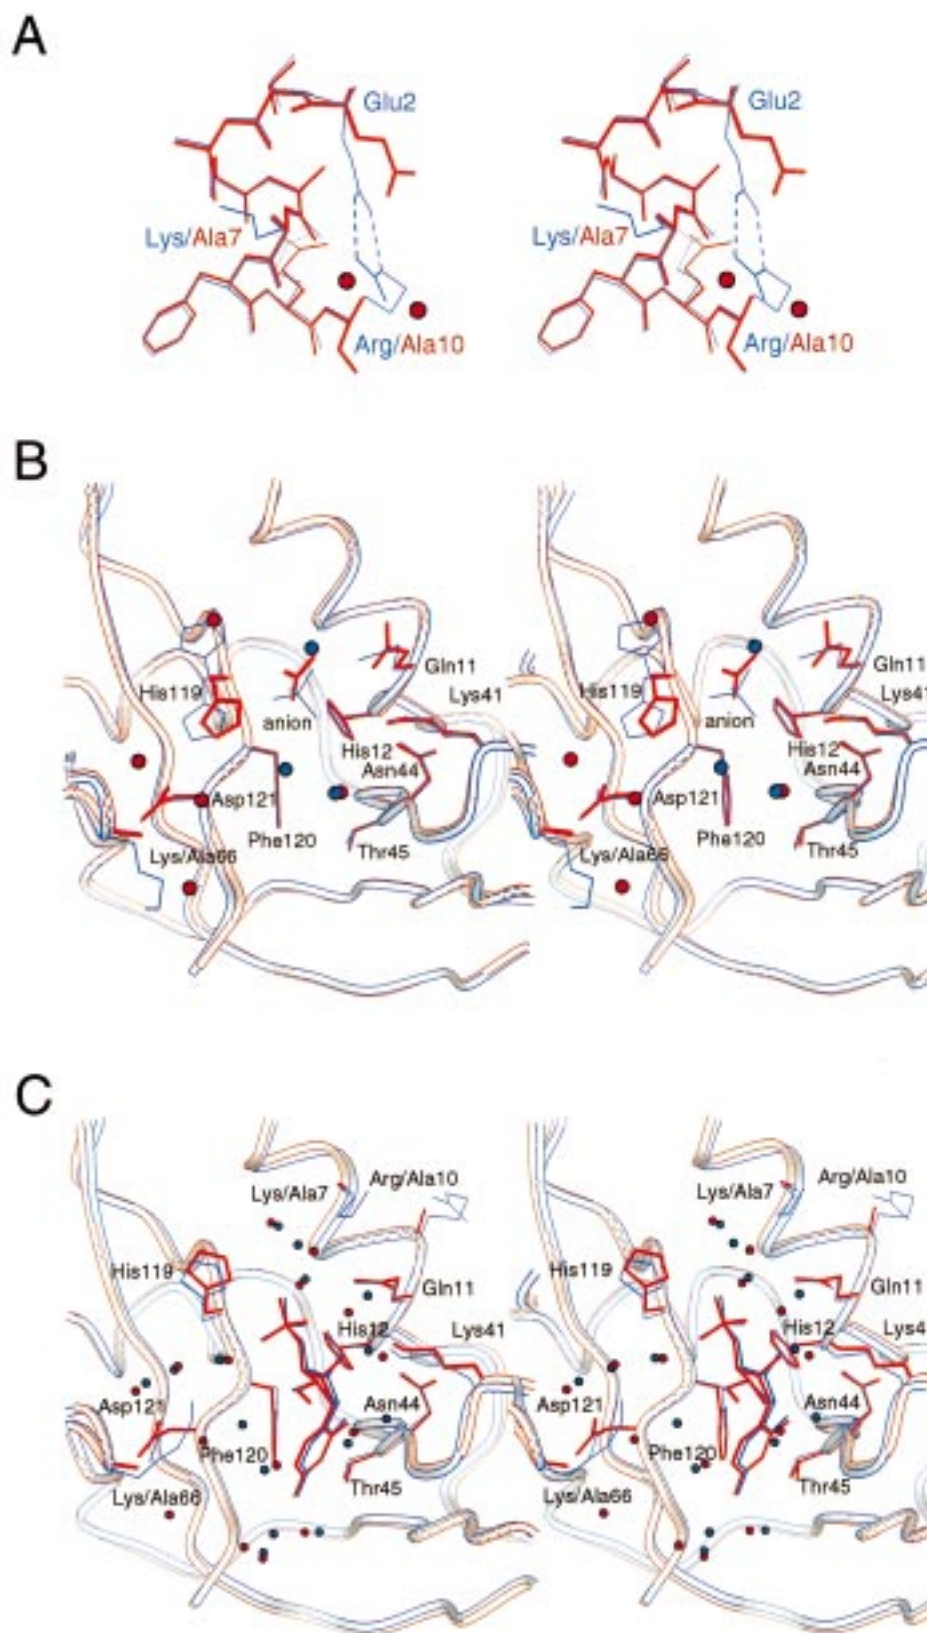 A
Glu2 Glu2
Lys/Ala7 Lys/Ala7
Arg/Ala10 Arg/Ala10
B
Gln11 Gln11
His119 His119
Lys41 Lys41
anion anion
His12 His12
Asn44 Asn44
Asp121 Asp121
Phe120 Phe120
Lys/Ala66 Thr45 Lys/Ala66 Thr45
C
Lys/Ala7 Arg/Ala10 Lys/Ala7 Arg/Ala10
His119 His119
Gln11 Gln11
His12 Lys41 His12 Lys4
Asp121 Asn44 Asp121 Asn44
Phe120 Phe120
Lys/Ala66 Thr45 Lys/Ala66 Thr45